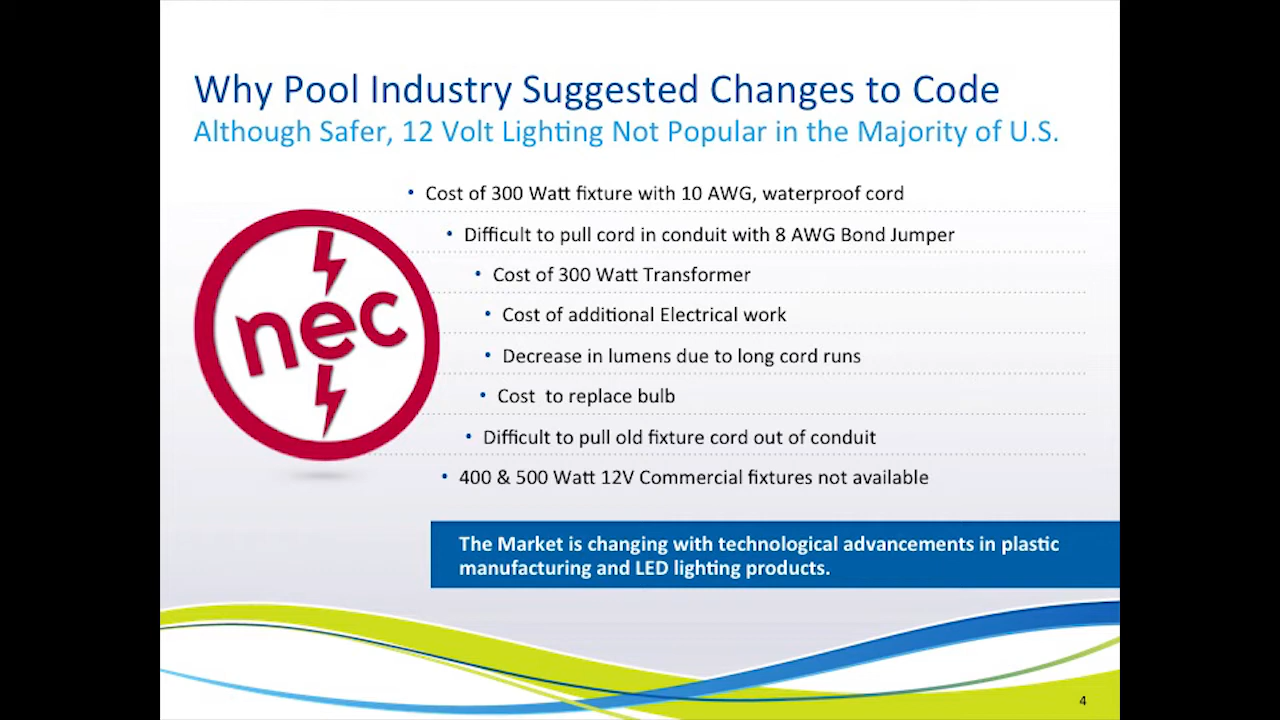 Why Pool Industry Suggested Changes to Code
Although Safer, 12 Volt Lighting Not Popular in the Majority of U.S.
• Cost of 300 Watt fixture with 10 AWG, waterproof cord
• Difficult to pull cord in conduit with 8 AWG Bond Jumper
• Cost of 300 Watt Transformer
• Cost of additional Electrical work
• Decrease in lumens due to long cord runs
• Cost  to replace bulb
• Difficult to pull old fixture cord out of conduit
• 400 & 500 Watt 12V Commercial fixtures not available
nec
The Market is changing with technological advancements in plastic
manufacturing and LED lighting products.
4